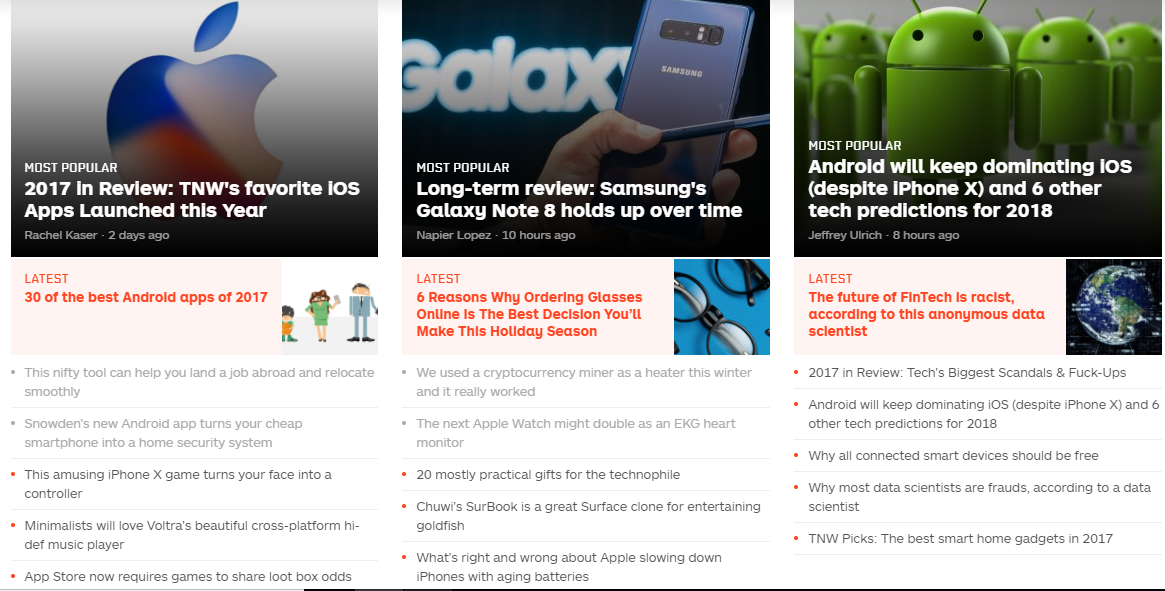 MOST POPULAR
2017 in Review: TNW's favorite iOS
Apps Launched this Year
Rachel Kaser · 2 days ago
LATEST
30 of the best Android apps of 2017
This nifty tool can help you land a job abroad and relocate
smoothly
Snowden's new Android app turns your cheap
smartphone into a home security system
This amusing iPhone X game turns your face into a
controller
Minimalists will love Voltra's beautiful cross-platform hi-
def music player
App Store now requires games to share loot box odds
Galaxy
SAMSUNG
MOST POPULAR
Long-term review: Samsung's
Galaxy Note 8 holds up over time
Napier Lopez · 10 hours ago
LATEST
6 Reasons Why Ordering Glasses
Online is The Best Decision You'll
Make This Holiday Season
We used a cryptocurrency miner as a heater this winter
and it really worked
The next Apple Watch might double as an EKG heart
monitor
20 mostly practical gifts for the technophile
Chuwi's SurBook is a great Surface clone for entertaining
goldfish
What's right and wrong about Apple slowing down
iPhones with aging batteries
MOST POPULAR
Android will keep dominating iOS
(despite iPhone X) and 6 other
tech predictions for 2018
Jeffrey Ulrich · 8 hours ago
LATEST
The future of FinTech is racist,
according to this anonymous data
scientist
2017 in Review: Tech's Biggest Scandals & Fuck-Ups
Android will keep dominating iOS (despite iPhone X) and 6
other tech predictions for 2018
Why all connected smart devices should be free
Why most data scientists are frauds, according to a data
scientist
TNW Picks: The best smart home gadgets in 2017